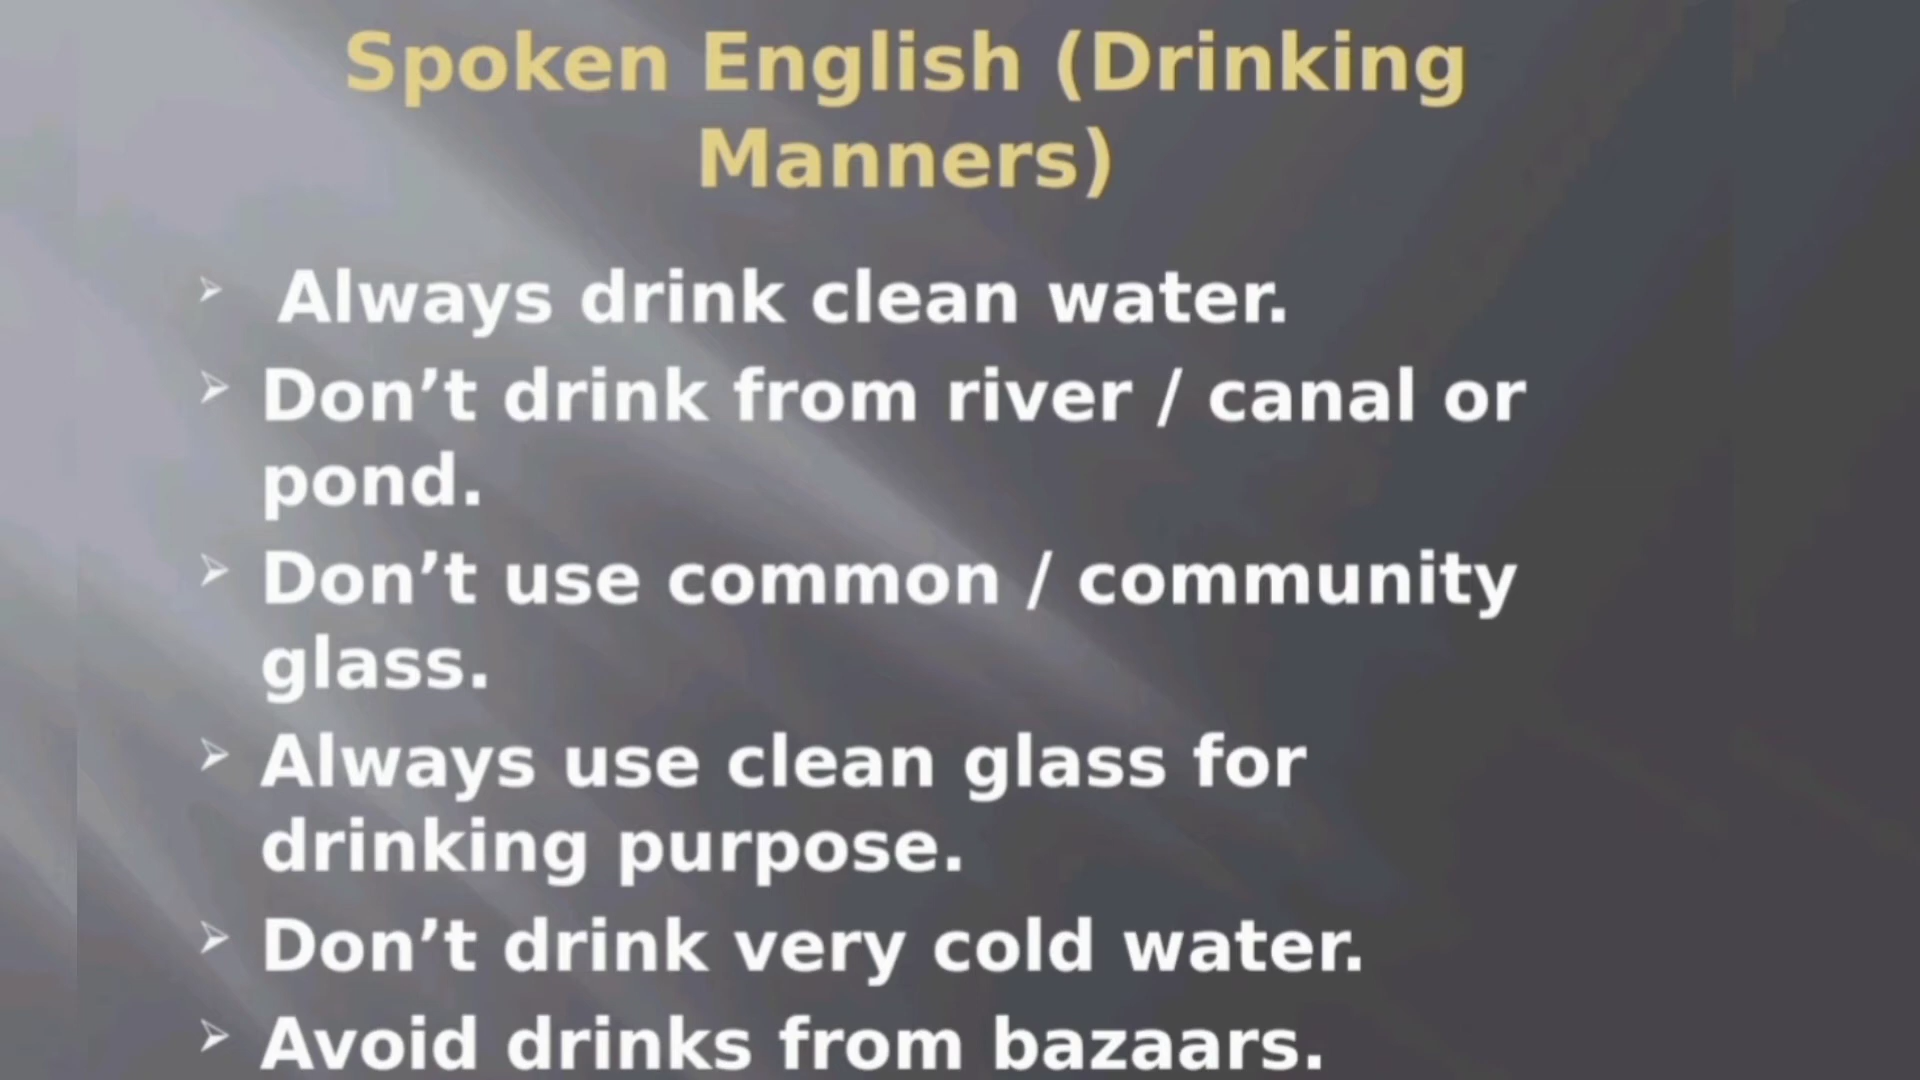 Spoken English (Drinking
Manners)
➢ Always drink clean water.
➢ Don’t drink from river / canal or
pond.
➢ Don’t use common / community
glass.
➢ Always use clean glass for
drinking purpose.
➢ Don’t drink very cold water.
➢ Avoid drinks from bazaars.